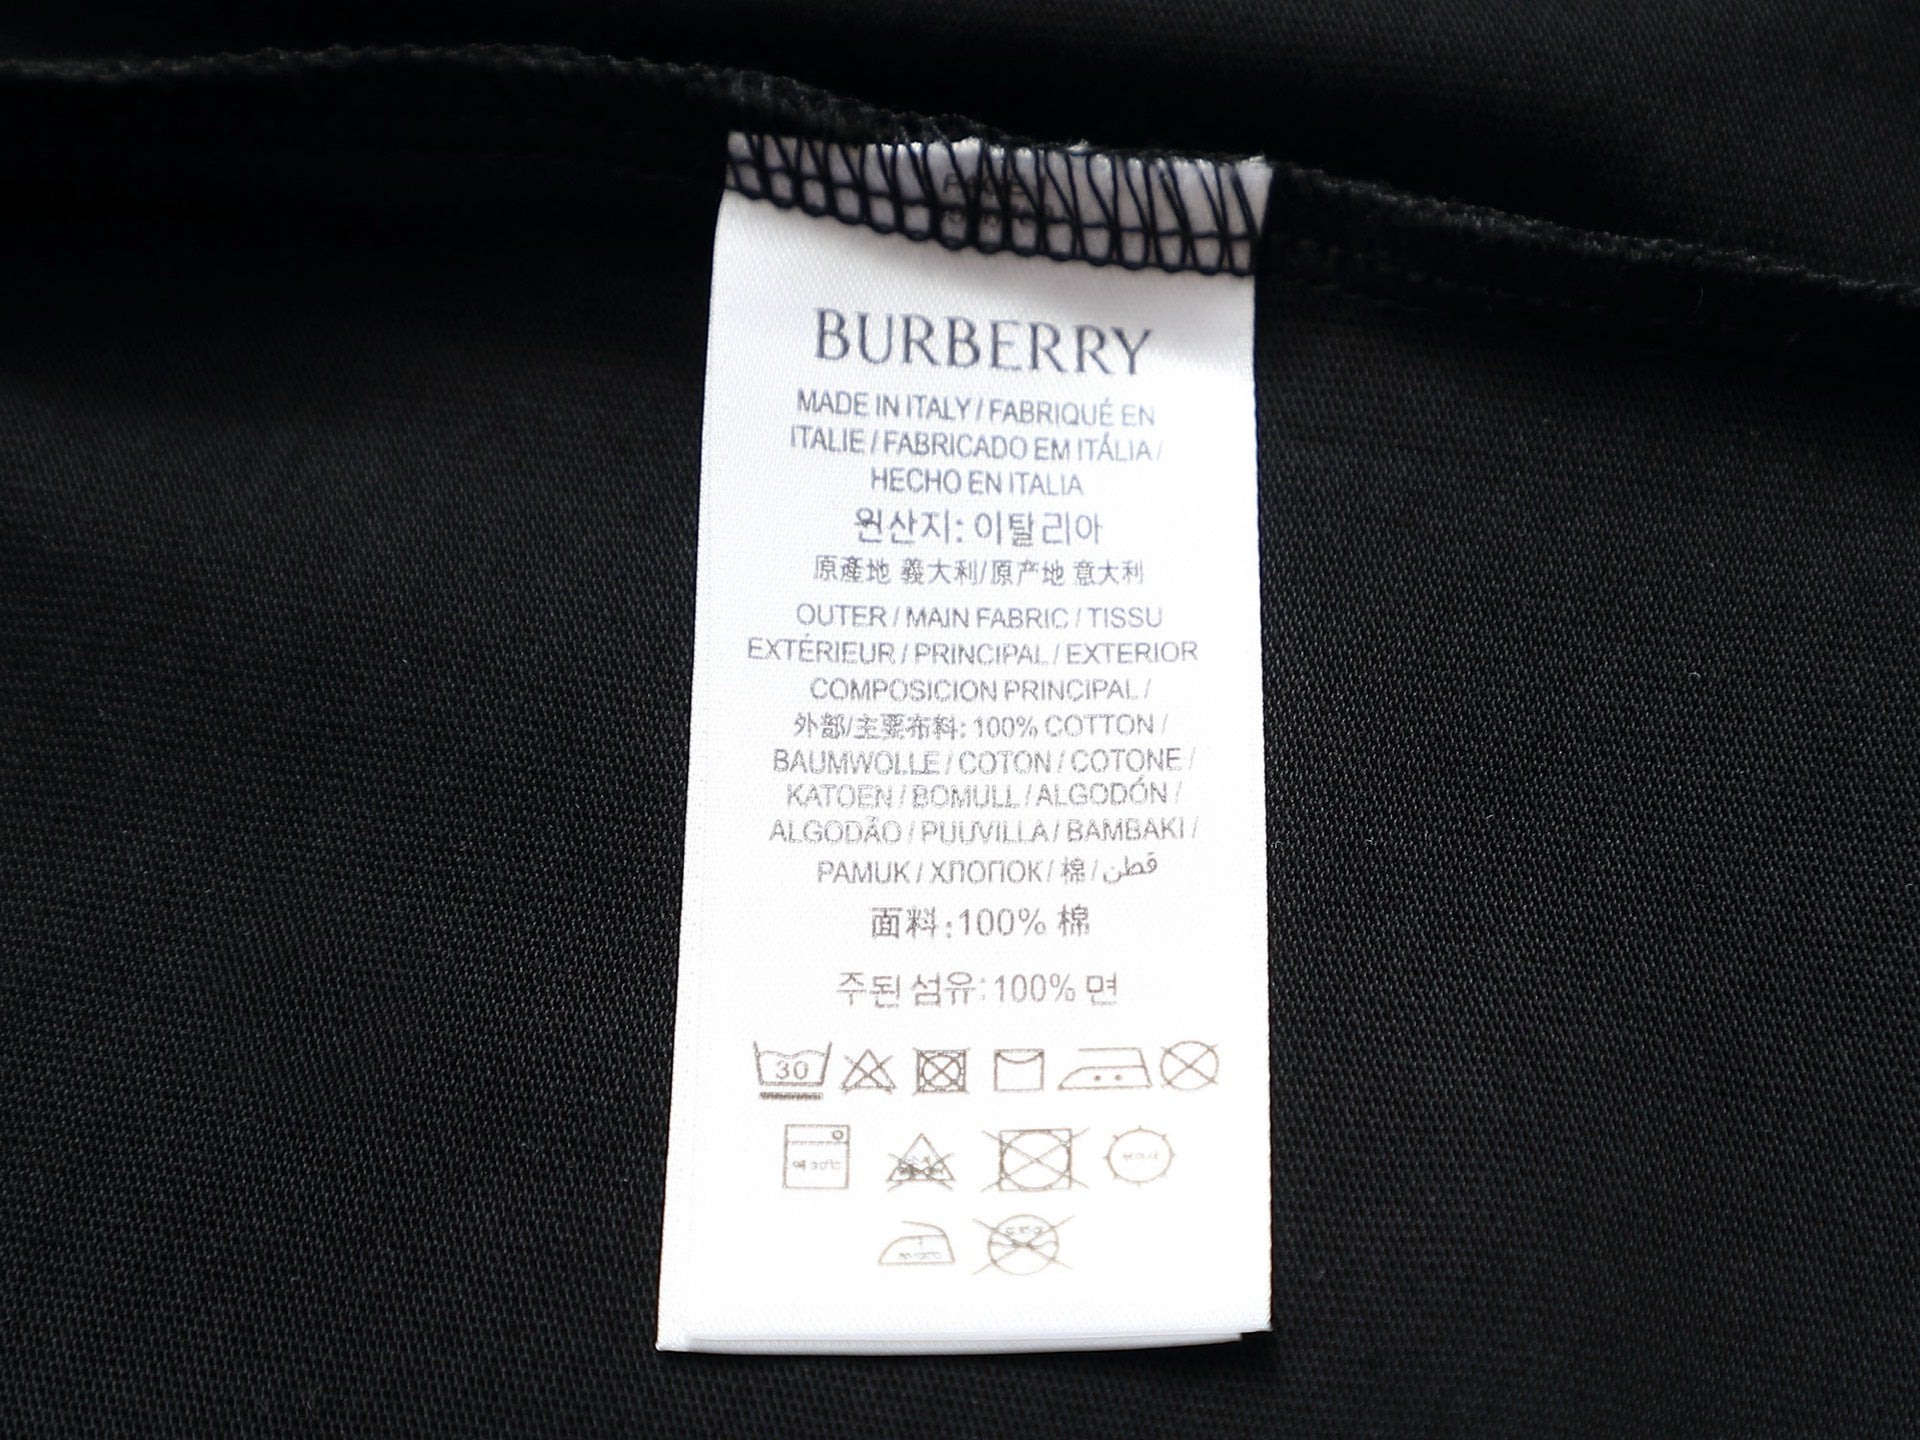 BURBERRY
MADE IN ITALY / FABRIQUÉ EN
ITALIE / FABRICADO EM ITÁLIA /
HECHO EN ITALIA
원산지: 이탈리아
原產地 義大利/原产地 意大利
OUTER / MAIN FABRIC / TISSU
EXTÉRIEUR / PRINCIPAL / EXTERIOR
COMPOSICION PRINCIPAL /
外部/主要布料: 100% COTTON /
BAUMWOLLE / COTON / COTONE /
KATOEN / BOMULL / ALGODÓN /
ALGODÃO / PUUVILLA / BAMBAKI /
PAMUK / ХЛОПОК / 棉 / قطن
面料:100% 棉
주된 섬유:100% 면
30
30℃